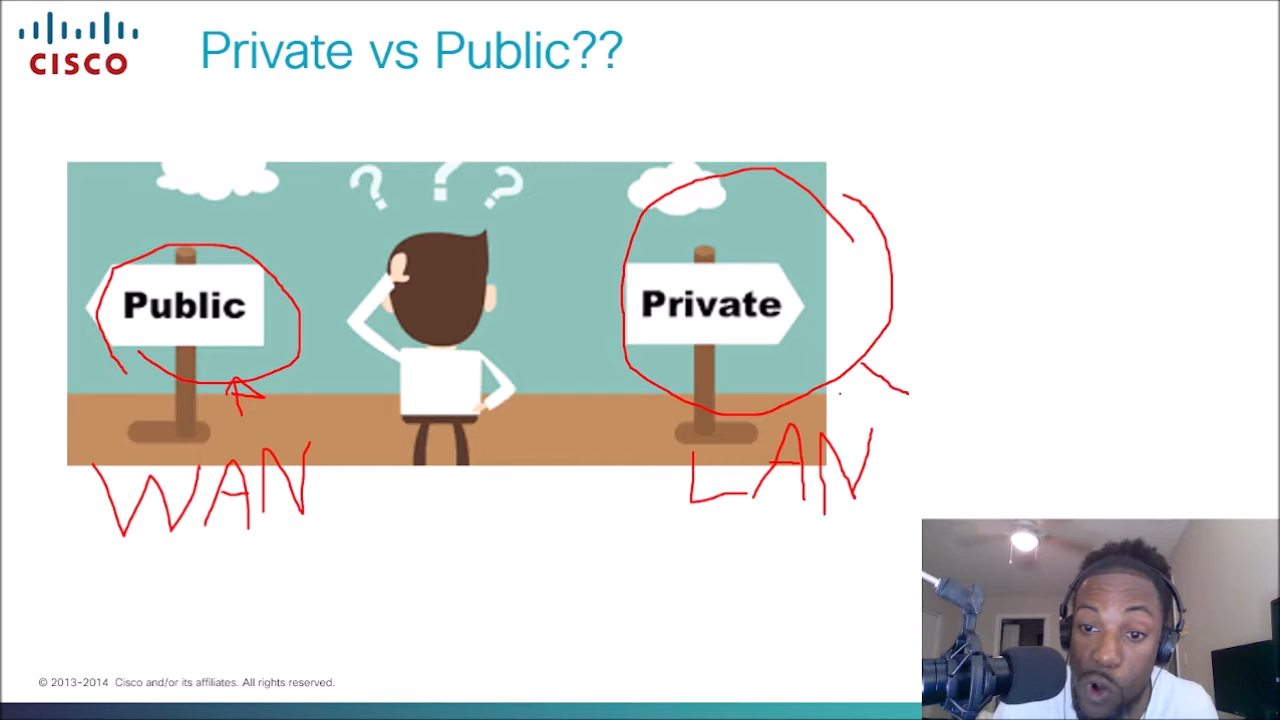 CISCO
Private vs Public??
? ? ?
Public
Private
WAN
LAN
© 2013-2014 Cisco and/or its affiliates. All rights reserved.